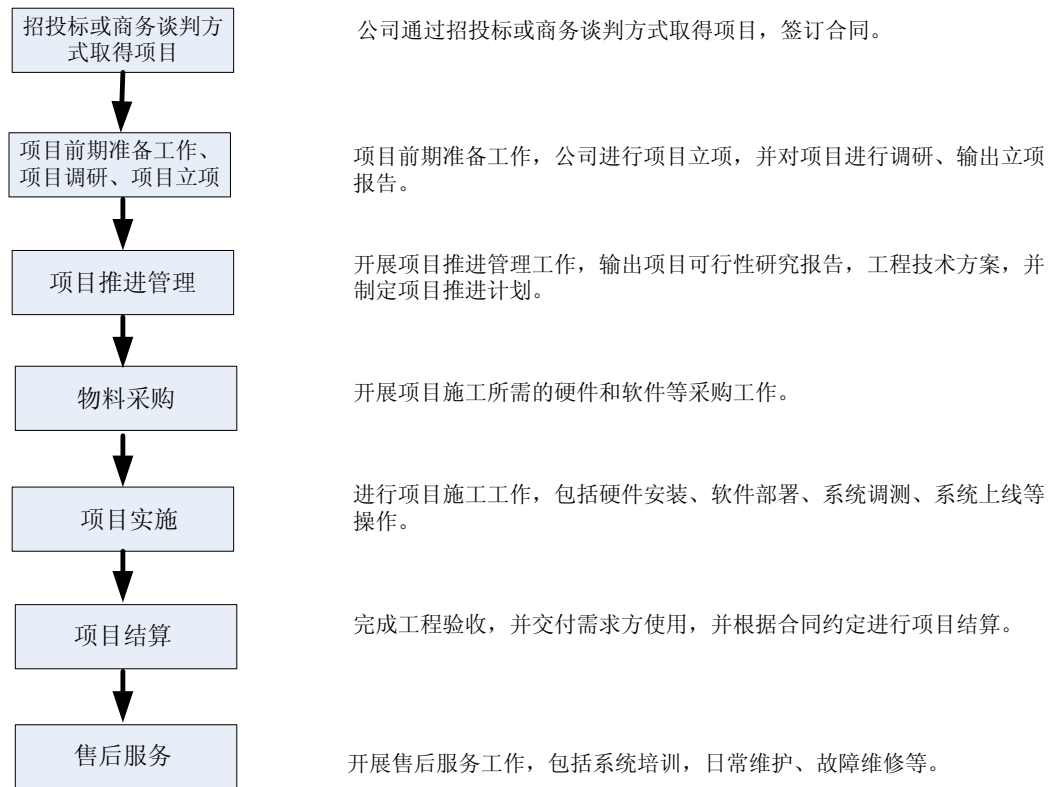 招投标或商务谈判方
式取得项目
公司通过招投标或商务谈判方式取得项目，签订合同。
项目前期准备工作、
项目调研、项目立项
项目前期准备工作，公司进行项目立项，并对项目进行调研、输出立项
报告。
项目推进管理
开展项目推进管理工作，输出项目可行性研究报告，工程技术方案，并
制定项目推进计划。
物料采购
开展项目施工所需的硬件和软件等采购工作。
项目实施
进行项目施工工作，包括硬件安装、软件部署、系统调测、系统上线等
操作。
项目结算
完成工程验收，并交付需求方使用，并根据合同约定进行项目结算。
售后服务
开展售后服务工作，包括系统培训，日常维护、故障维修等。